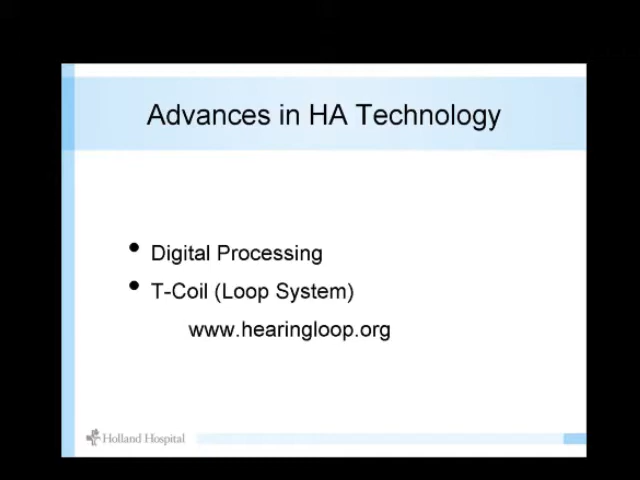 Advances in HA Technology
• Digital Processing
• T-Coil (Loop System)
www.hearingloop.org
Holland Hospital